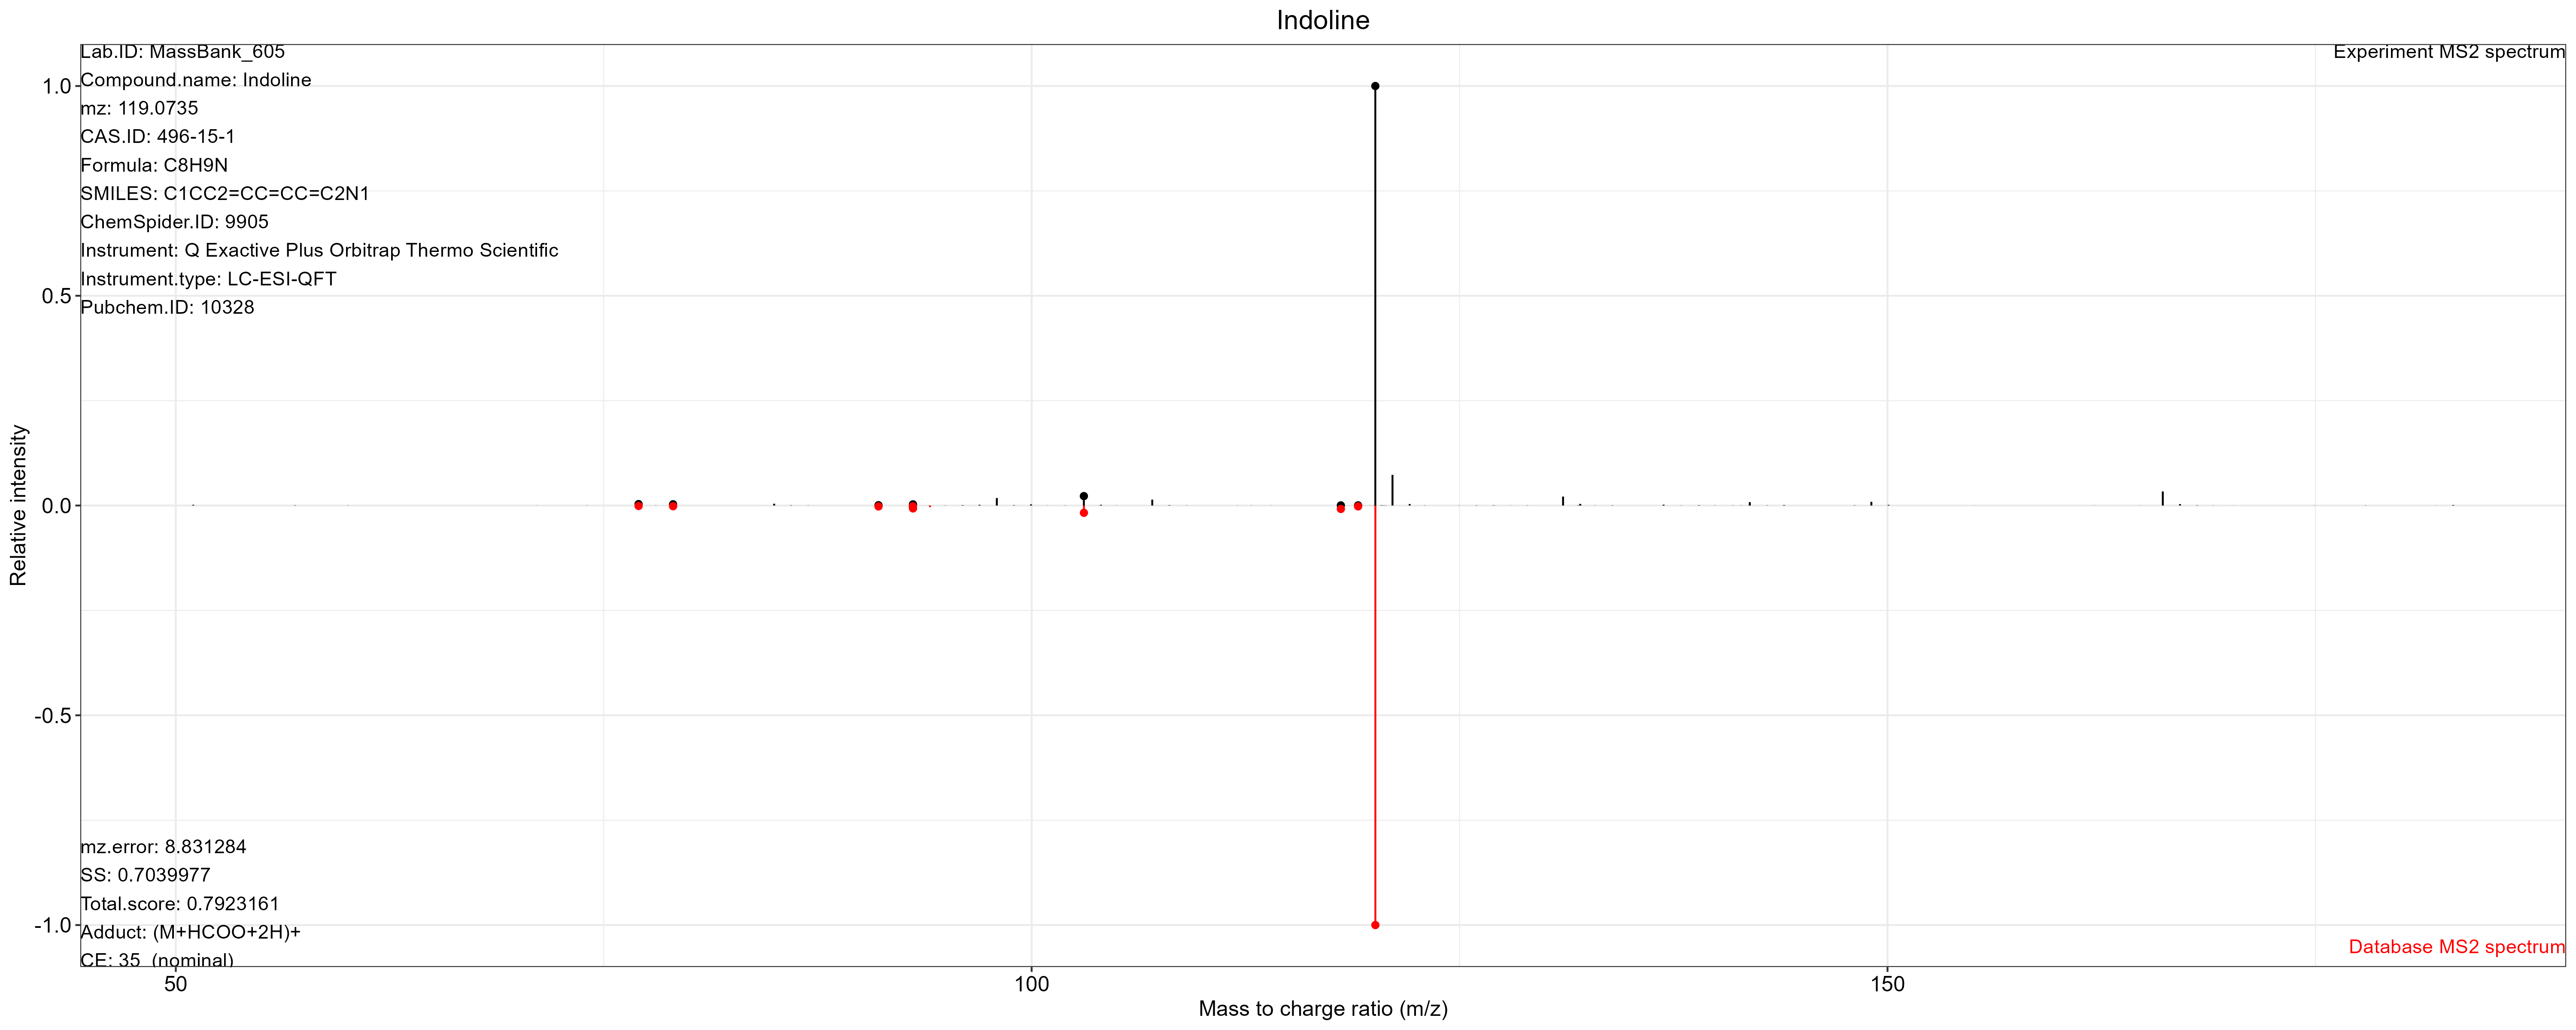 Indoline
Lab.ID: MassBank_605
Experiment MS2 spectrum
Compound.name: Indoline
mz: 119.0735
CAS.ID: 496-15-1
Formula: C8H9N
SMILES: C1CC2=CC=CC=C2N1
ChemSpider.ID: 9905
Instrument: Q Exactive Plus Orbitrap Thermo Scientific
Instrument.type: LC-ESI-QFT
Pubchem.ID: 10328
1.0
0.5
0.0
-0.5
-1.0
Relative intensity
mz.error: 8.831284
SS: 0.7039977
Total.score: 0.7923161
Adduct: (M+HCOO+2H)+
CE: 35 (nominal)
Database MS2 spectrum
50
100
150
Mass to charge ratio (m/z)